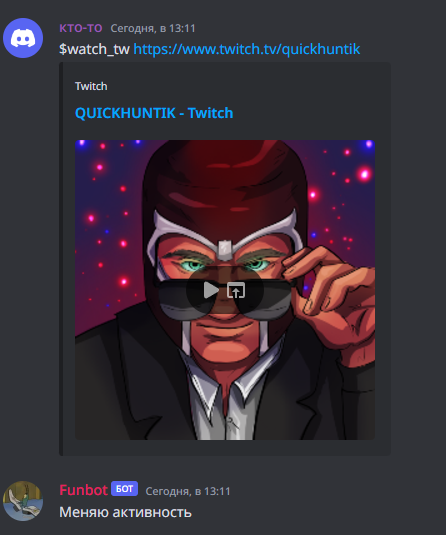 кто-то Сегодня, в 13:11
$watch_tw https://www.twitch.tv/quickhuntik
Twitch
QUICKHUNTIK - Twitch
Funbot БОТ Сегодня, в 13:11
Меняю активность